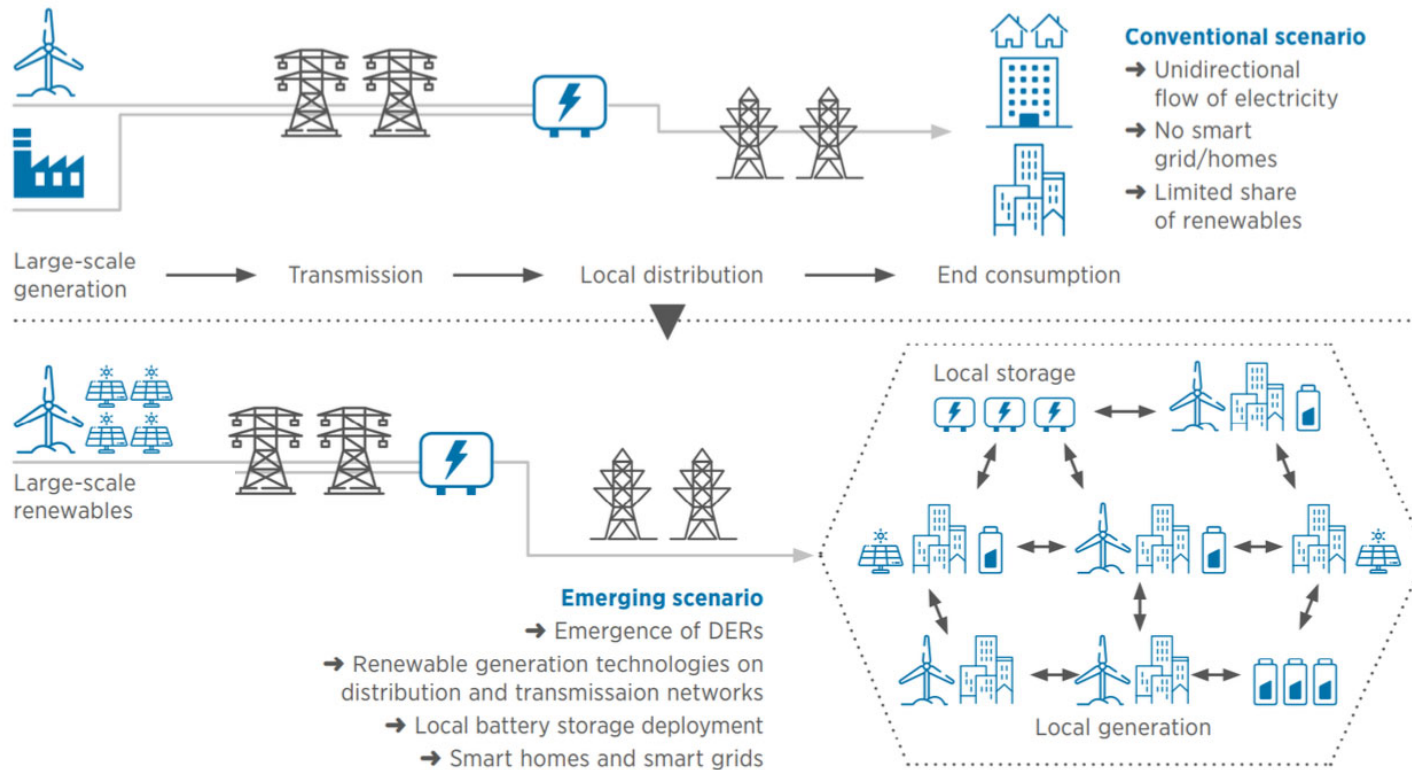 Conventional scenario
➔ Unidirectional
flow of electricity
➔ No smart
grid/homes
➔ Limited share
of renewables
Large-scale
generation
Transmission
Local distribution
End consumption
Large-scale
renewables
Local storage
Emerging scenario
➔ Emergence of DERs
➔ Renewable generation technologies on
distribution and transmissaion networks
➔ Local battery storage deployment
➔ Smart homes and smart grids
Local generation